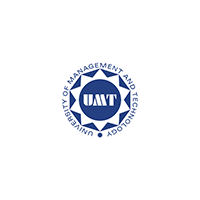 UNIVERSITY OF MANAGEMENT AND TECHNOLOGY
UMT